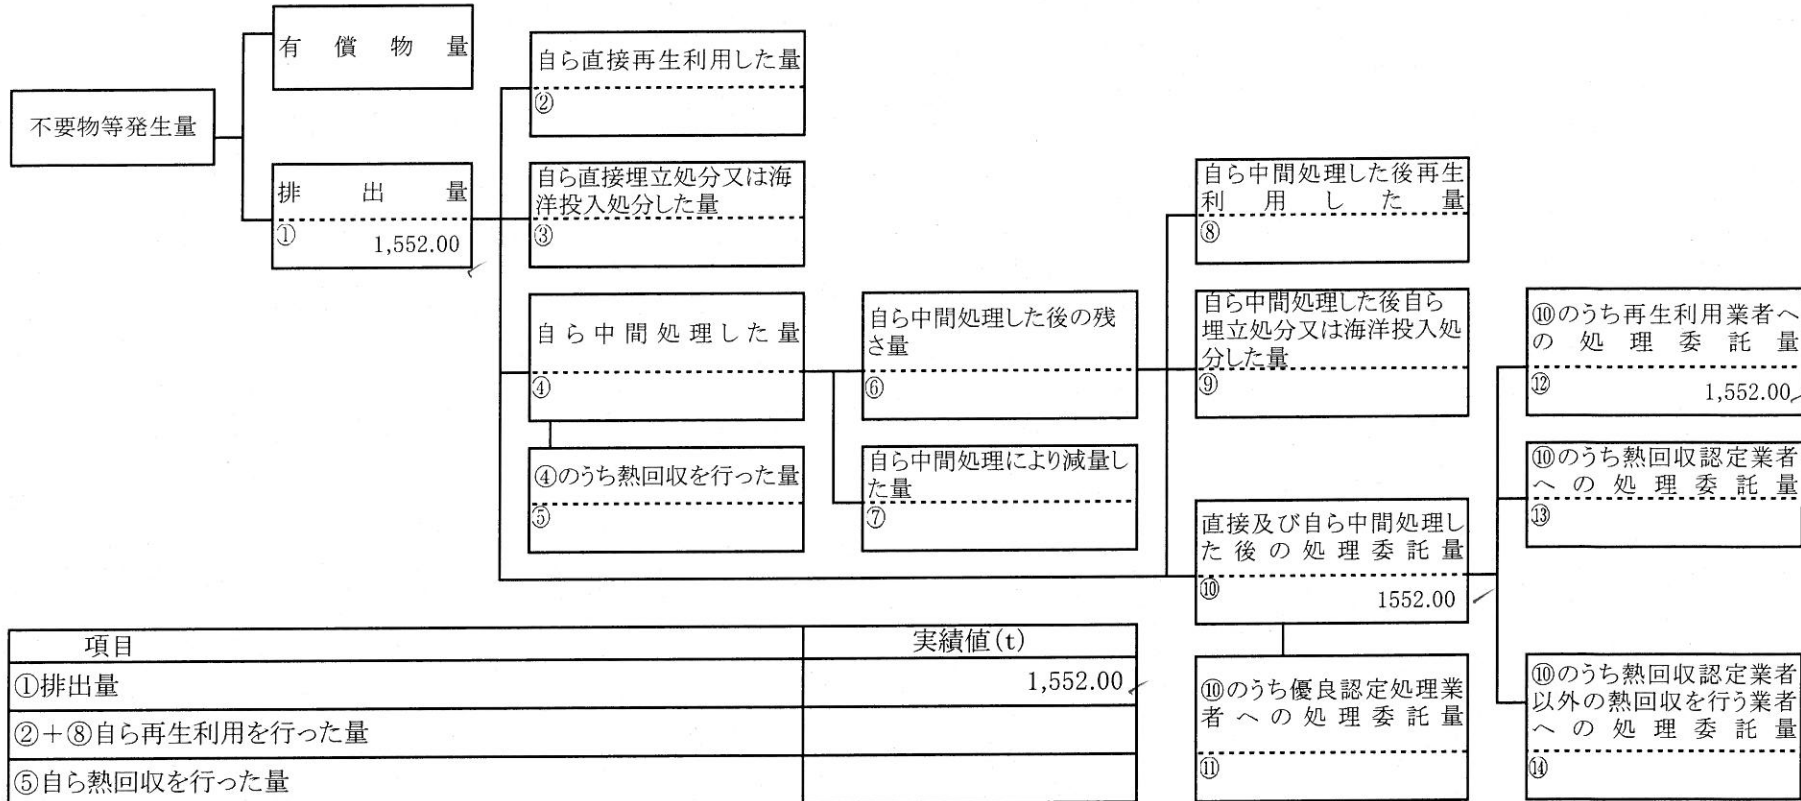 有償物量
不要物等発生量
排出量
①
1,552.00
自ら直接再生利用した量
②
自ら直接埋立処分又は海
洋投入処分した量
③
自ら中間処理した量
④
④のうち熱回収を行った量
⑤
自ら中間処理した後の残
さ量
⑥
自ら中間処理により減量し
た量
⑦
自ら中間処理した後再生
利用した量
⑧
自ら中間処理した後自ら
埋立処分又は海洋投入処
分した量
⑨
直接及び自ら中間処理し
た後の処理委託量
⑩
1552.00
⑩のうち優良認定処理業
者への処理委託量
⑪
⑩のうち再生利用業者へ
の処理委託量
⑫
1,552.00
⑩のうち熱回収認定業者
への処理委託量
⑬
⑩のうち熱回収認定業者
以外の熱回収を行う業者
への処理委託量
⑭
項目 実績値(t)
①排出量 1,552.00
②+⑧自ら再生利用を行った量
⑤自ら熱回収を行った量